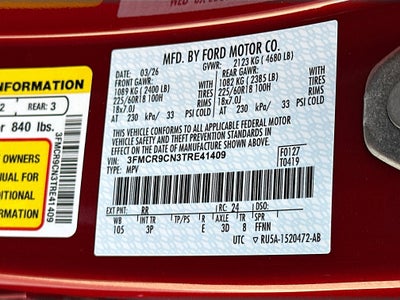 MFD. BY FORD MOTOR CO.
DATE: 03/26 GVWR: 2123 KG ( 4680 LB)
FRONT GAWR: REAR GAWR:
1089 KG ( 2400 LB) WITH 1082 KG ( 2385 LB) WITH
225/60R18 100H TIRES 225/60R18 100H TIRES
18x7.0J RIMS 18x7.0J RIMS
AT 230 kPa/ 33 PSI COLD AT 230 kPa/ 33 PSI COLD
THIS VEHICLE CONFORMS TO ALL APPLICABLE FEDERAL MOTOR
VEHICLE SAFETY AND THEFT PREVENTION STANDARDS IN
EFFECT ON THE DATE OF MANUFACTURE SHOWN ABOVE.
VIN: 3FMCR9CN3TRE41409 F0127
TYPE: MPV T0419
EXT PNT: RR RC: 24 DSO:
WB INT TR TP/PS R AXLE TR SPR
105 3P E 3D 8 FFNN
UTC ▽ RU5A-1520472-AB
INFORMATION
2 REAR: 3
r 840 lbs.
OWNERS
MANUAL
for
DDITIONAL
FORMATION
3FMCR9CN3TRE41409